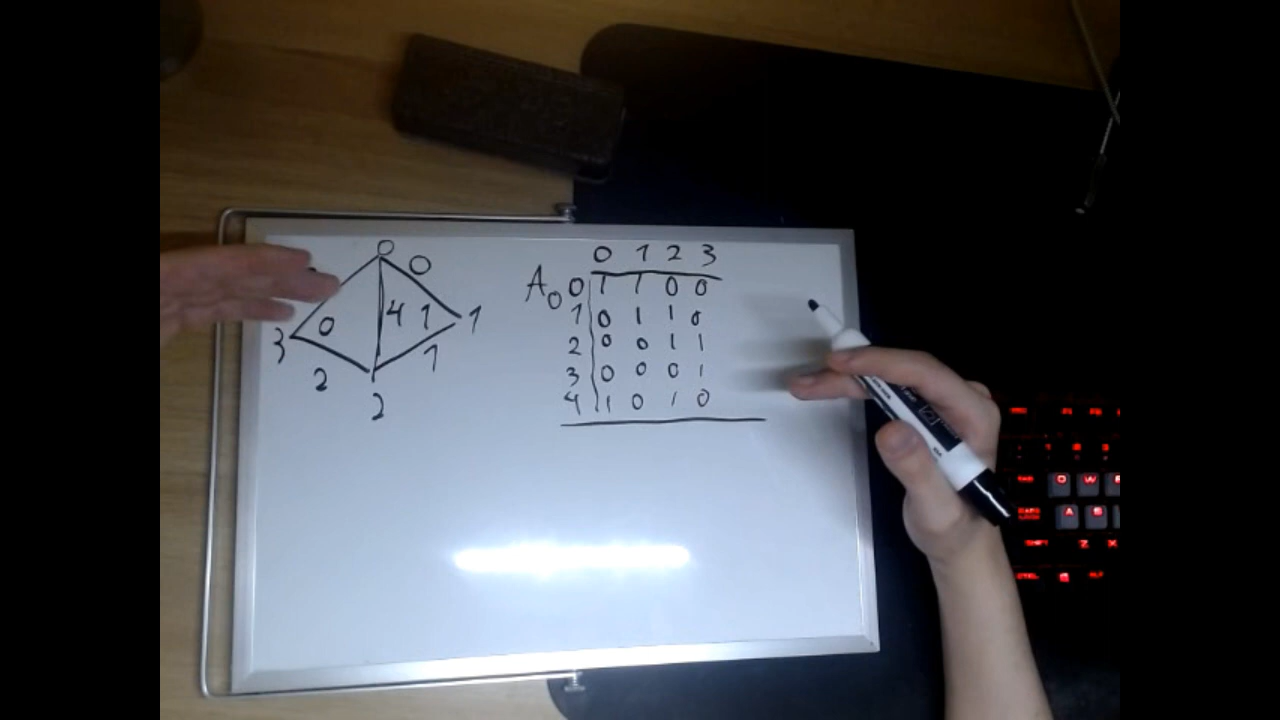 0
0
4 1 1
0
3
1
2
2
0 1 2 3
A0 0 1 1 0 0
1 0 1 1 0
2 0 0 1 1
3 0 0 0 1
4 1 0 1 0